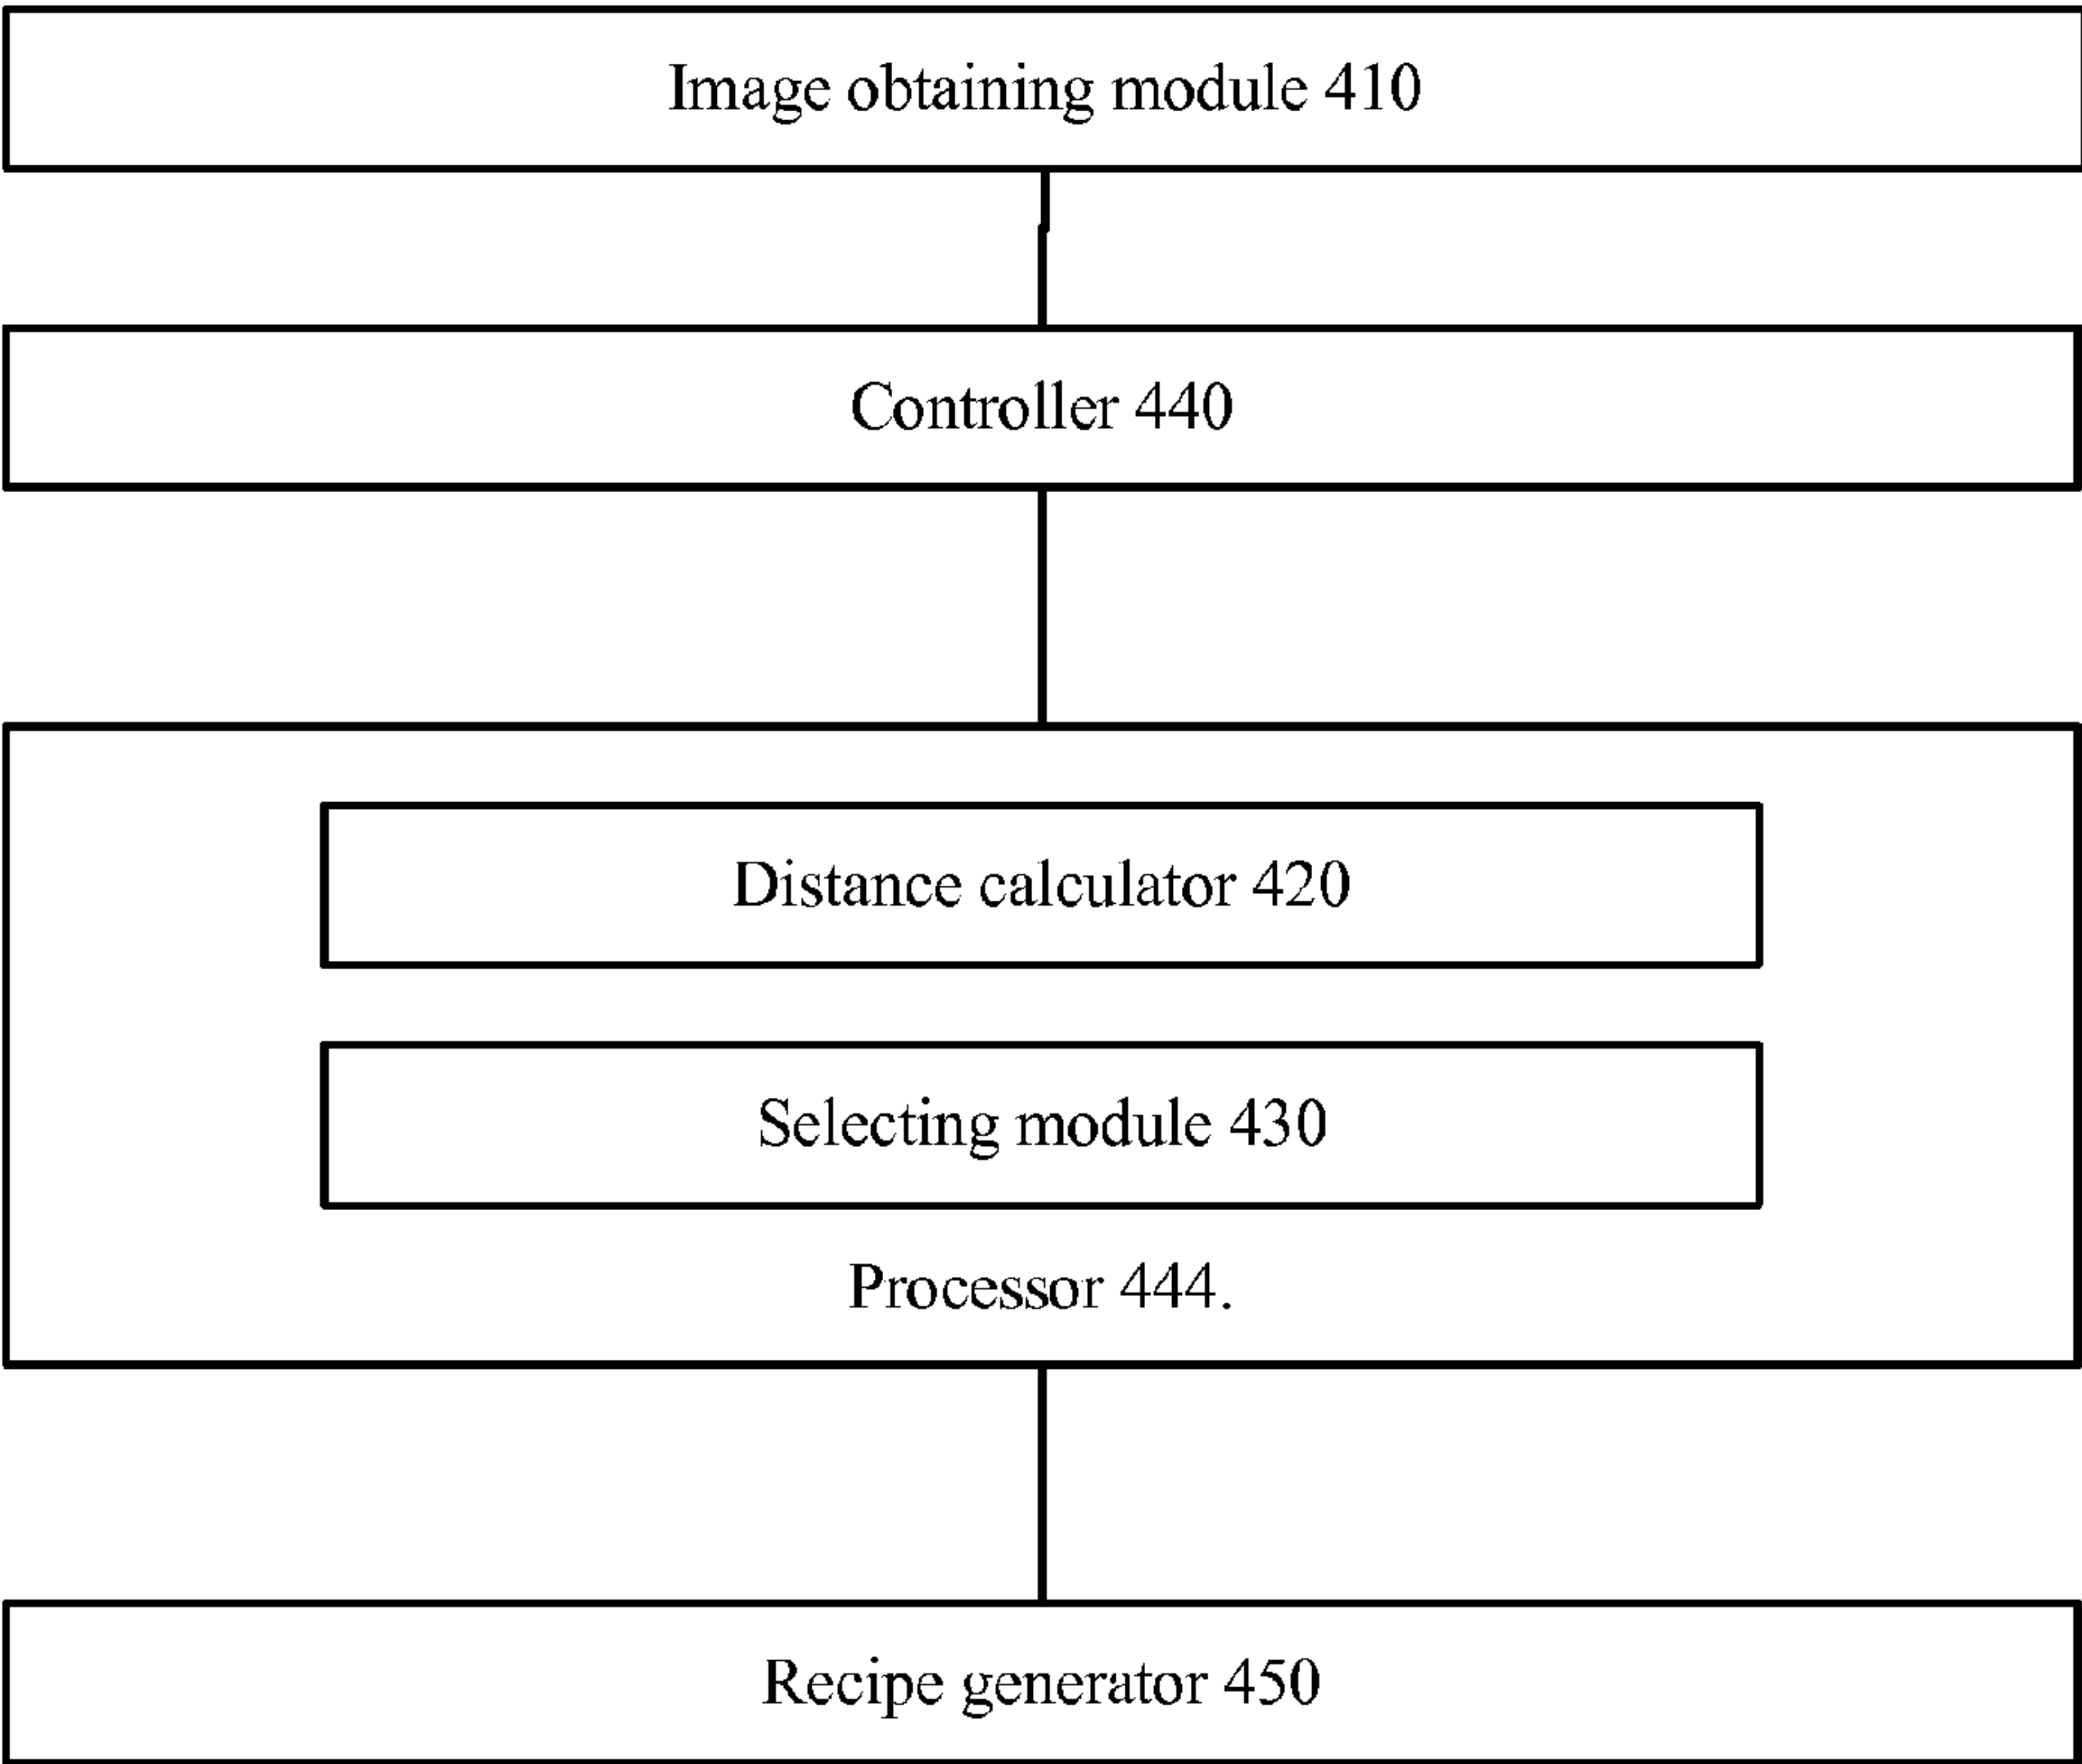 Image obtaining module 410
Controller 440
Distance calculator 420
Selecting module 430
Processor 444.
Recipe generator 450